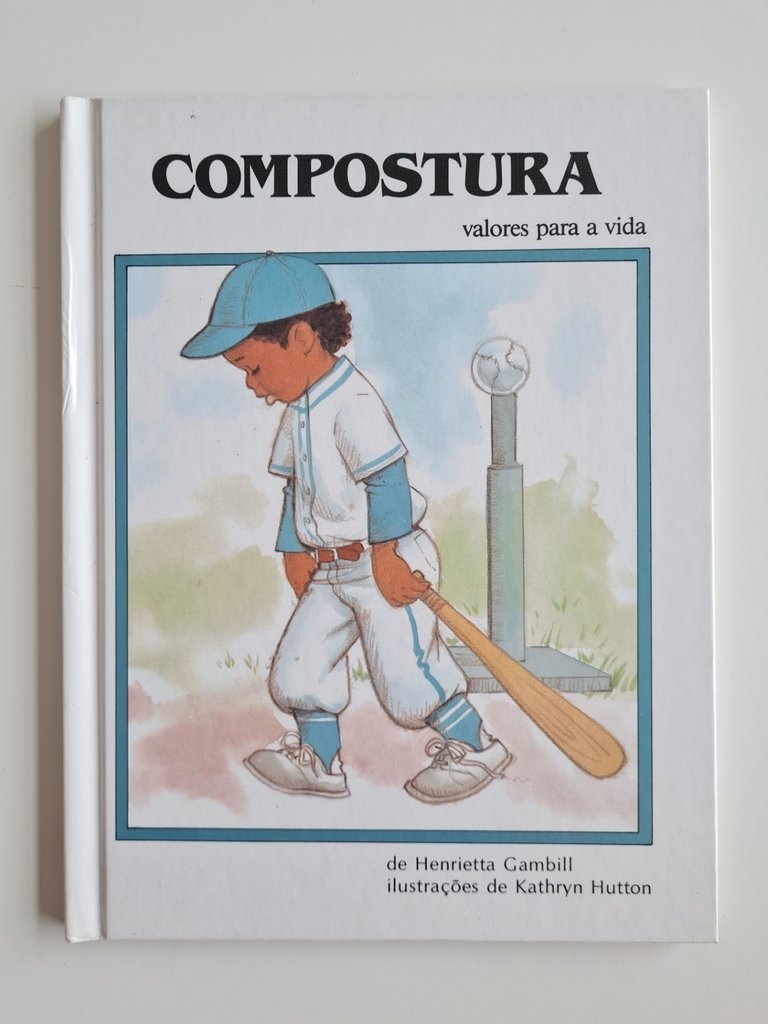 COMPOSTURA
valores para a vida
de Henrietta Gambill
ilustrações de Kathryn Hutton